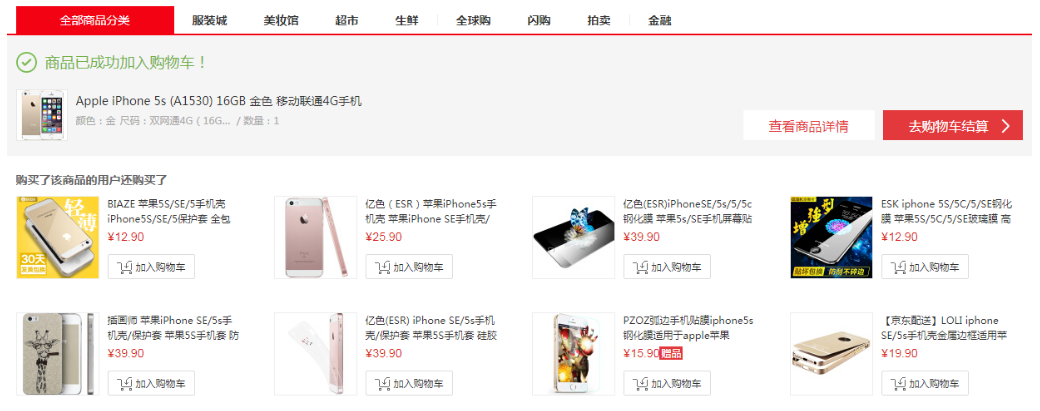 全部商品分类 服装城 美妆馆 超市 生鲜 全球购 闪购 拍卖 金融
商品已成功加入购物车！
Apple iPhone 5s (A1530) 16GB 金色 移动联通4G手机
颜色：金 尺码：双网通4G（16G... / 数量：1
查看商品详情
去购物车结算
购买了该商品的用户还购买了
轻薄
30天
BIAZE 苹果5S/SE/5手机壳
iPhone5S/SE/5保护套 全包
¥12.90
加入购物车
亿色（ESR）苹果iPhone5s手
机壳 苹果iPhone SE手机壳/
¥25.90
加入购物车
亿色(ESR)iPhoneSE/5s/5/5c
钢化膜 苹果5s/SE手机屏幕贴
¥39.90
加入购物车
增强剂
贴坏包换 防刮不碎边
ESK iphone 5S/5C/5/SE钢化
膜 苹果5S/5C/5/SE玻璃膜 高
¥12.90
加入购物车
插画师 苹果iPhone SE/5s手
机壳/保护套 苹果5S手机套 防
¥39.90
加入购物车
亿色(ESR) iPhone SE/5s手机
壳/保护套 苹果5S手机套 硅胶
¥39.90
加入购物车
PZOZ弧边手机贴膜iphone5s
钢化膜适用于apple苹果
¥15.90 赠品
加入购物车
【京东配送】LOLI iphone
SE/5s手机壳金属边框适用苹
¥19.90
加入购物车